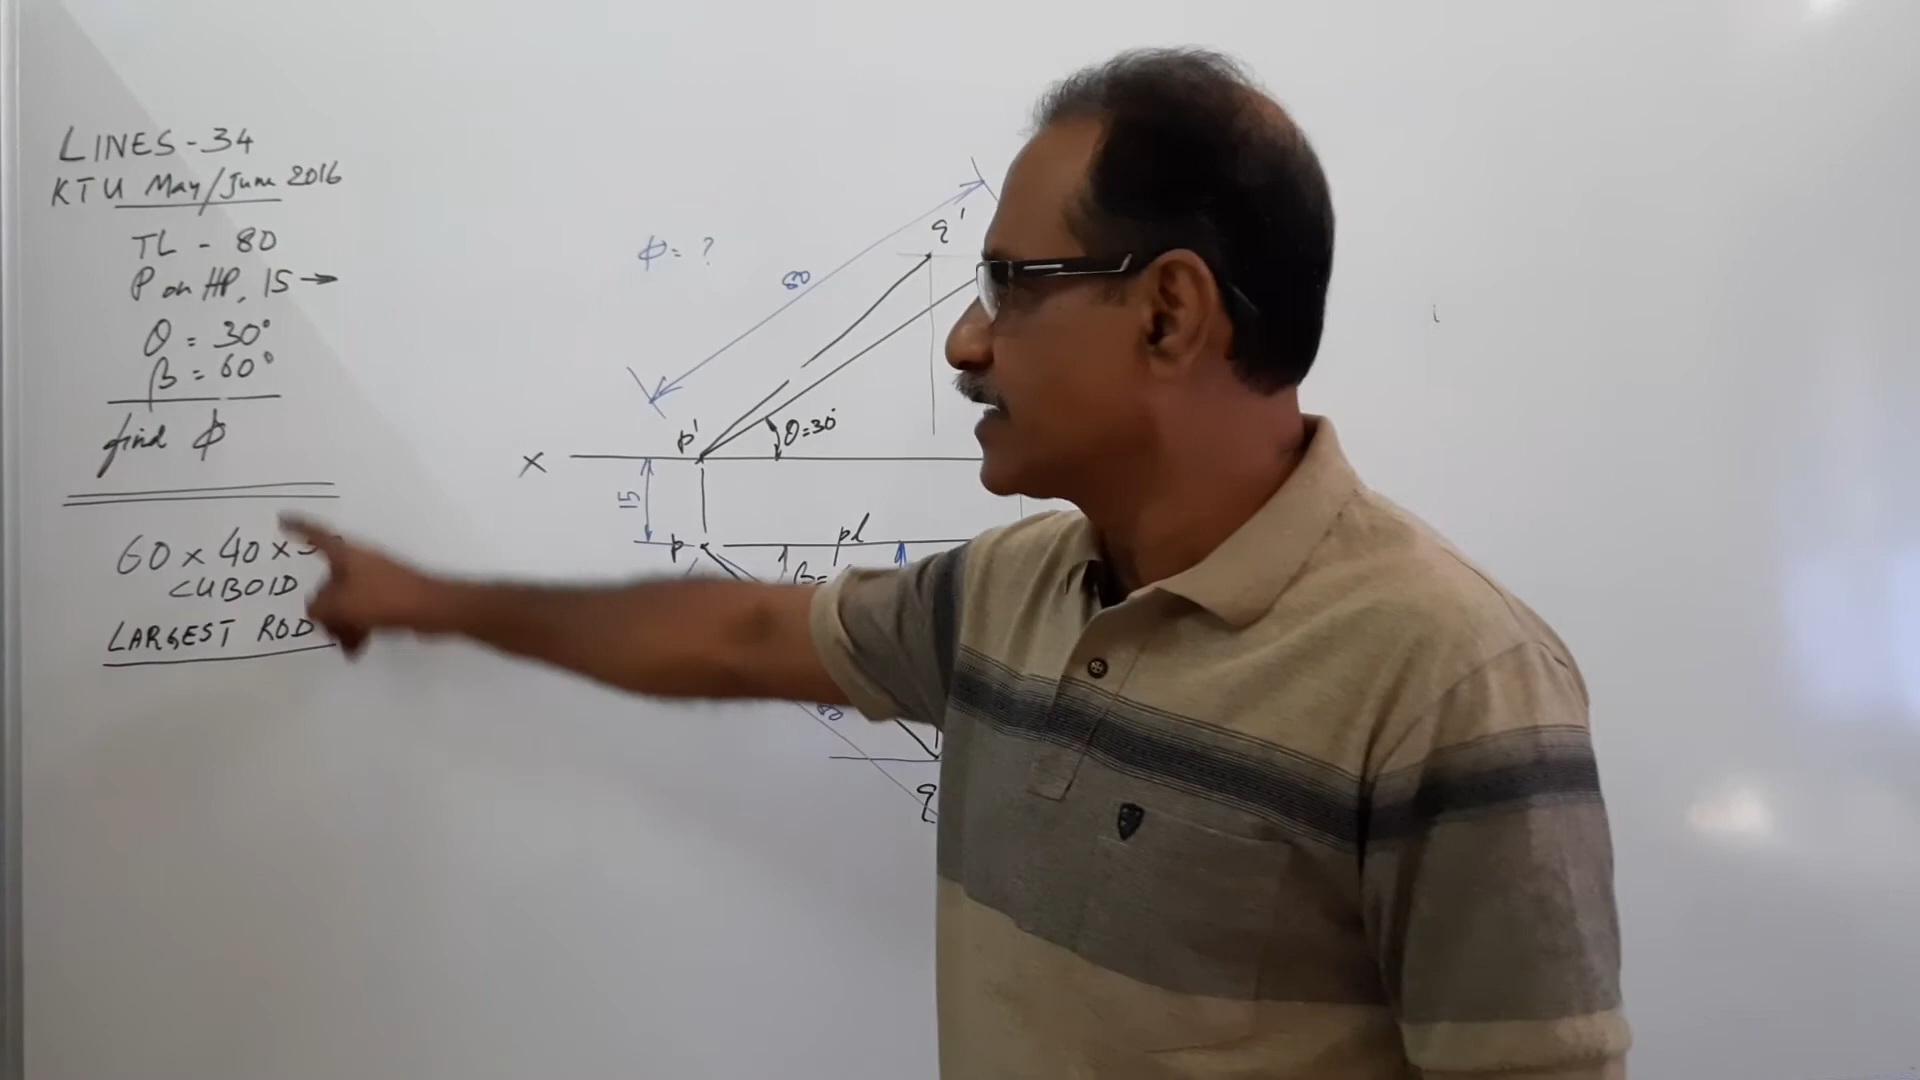 LINES-34
KTU May/June 2016
TL - 80
P on HP, 15 →
θ = 30°
β = 60°
find ϕ
60 x 40 x
CUBOID
LARGEST ROD
ϕ = ?
80
q'
p'
θ=30°
X
15
p
pl
β=
80
q